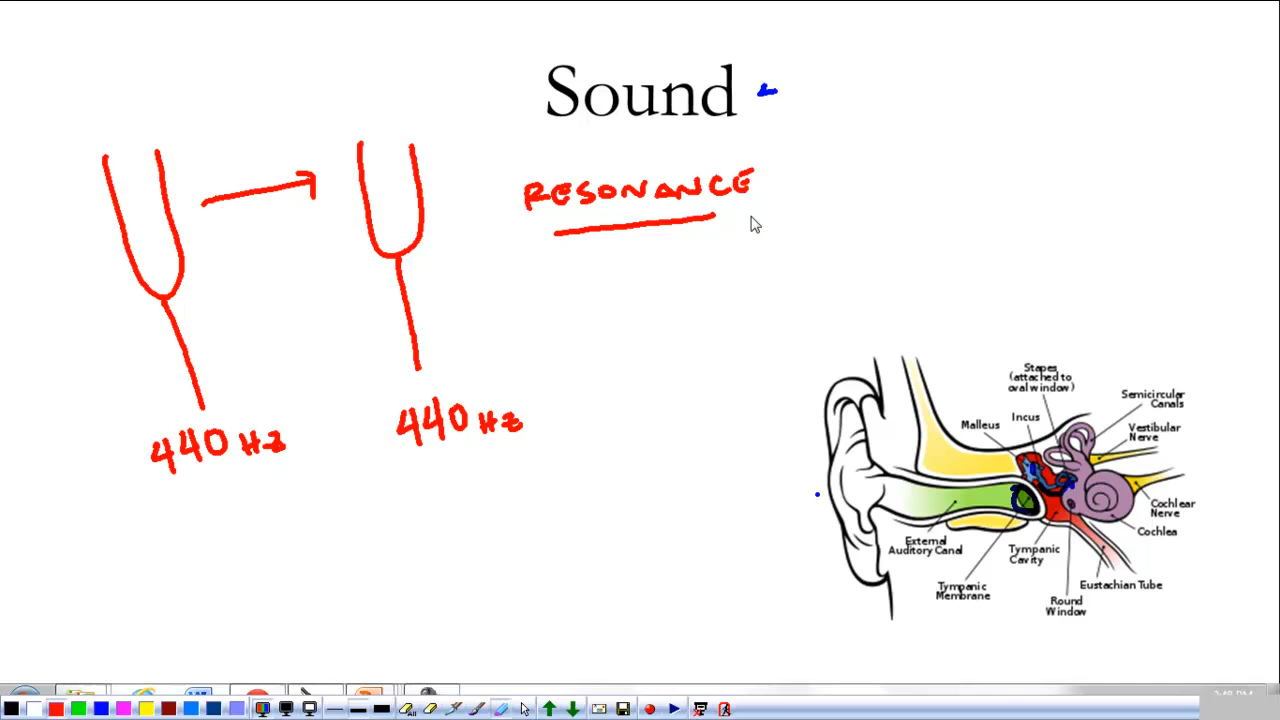 Sound
RESONANCE
440 Hz
440 Hz
Stapes
(attached to
oval window)
Semicircular
Canals
Incus
Malleus
Vestibular
Nerve
Cochlear
Nerve
Cochlea
External
Auditory Canal
Tympanic
Cavity
Eustachian Tube
Tympanic
Membrane
Round
Window